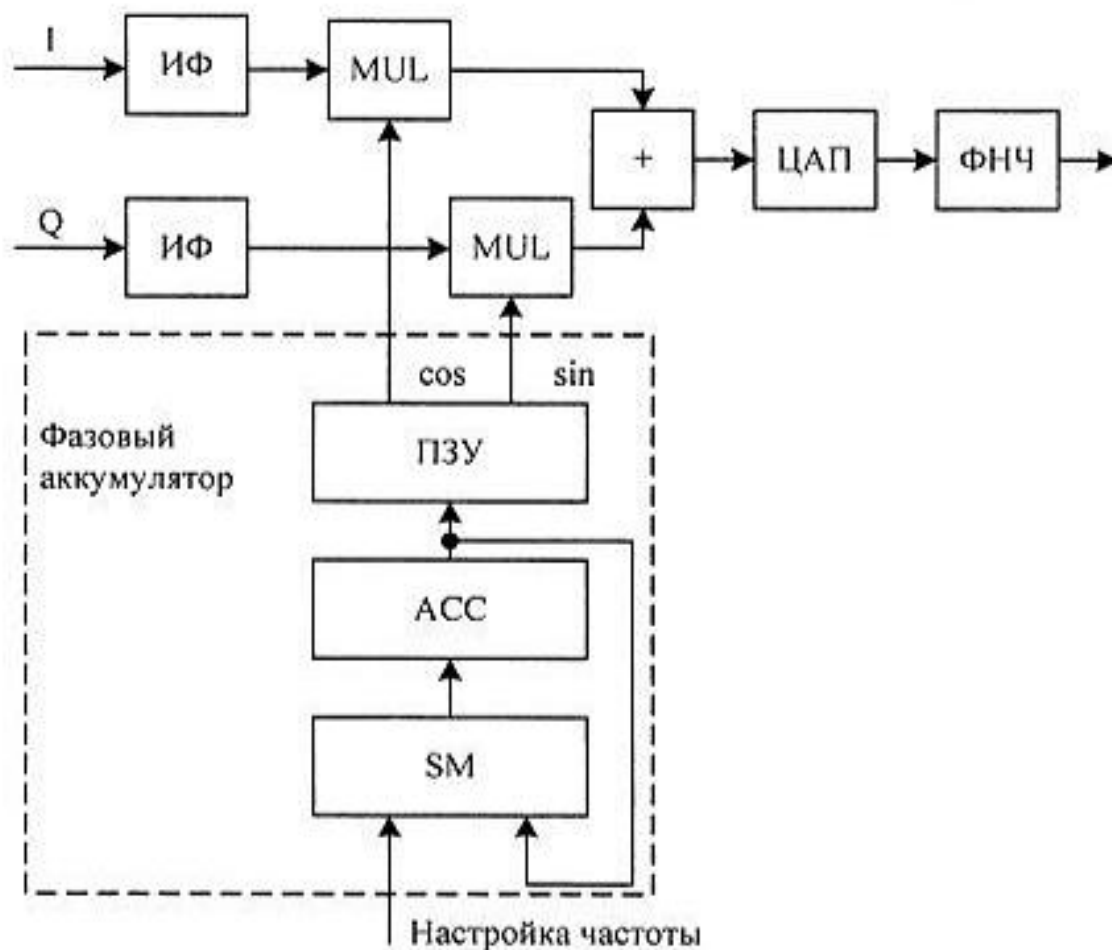 I
ИФ
MUL
+
ЦАП
ФНЧ
Q
ИФ
MUL
cos
sin
Фазовый
аккумулятор
ПЗУ
ACC
SM
Настройка частоты